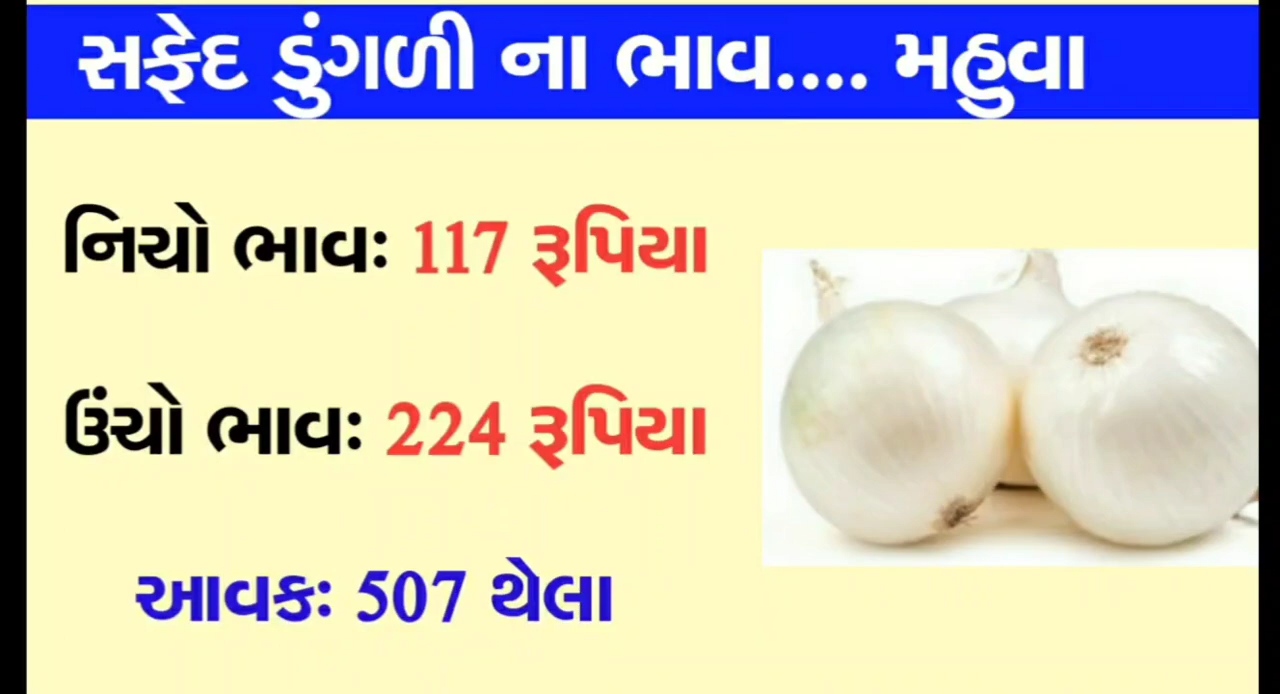 સફેદ ડુંગળી ના ભાવ.... મહુવા
નિચો ભાવઃ 117 રૂપિયા
ઉંચો ભાવઃ 224 રૂપિયા
આવકઃ 507 થેલા